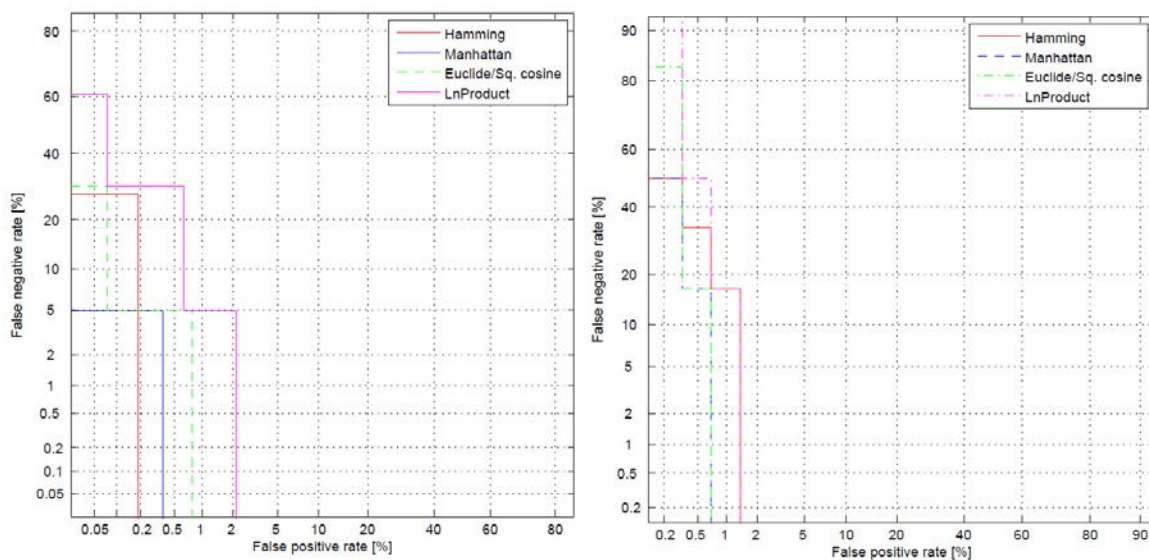 80
60
40
20
10
5
2
1
0.5
0.2
0.1
0.05
False negative rate [%]
Hamming
Manhattan
Euclide/Sq. cosine
LnProduct
0.05 0.2 0.5 1 2 5 10 20 40 60 80
False positive rate [%]
90
80
60
40
20
10
5
2
1
0.5
0.2
False negative rate [%]
Hamming
Manhattan
Euclide/Sq. cosine
LnProduct
0.2 0.5 1 2 5 10 20 40 60 80 90
False positive rate [%]